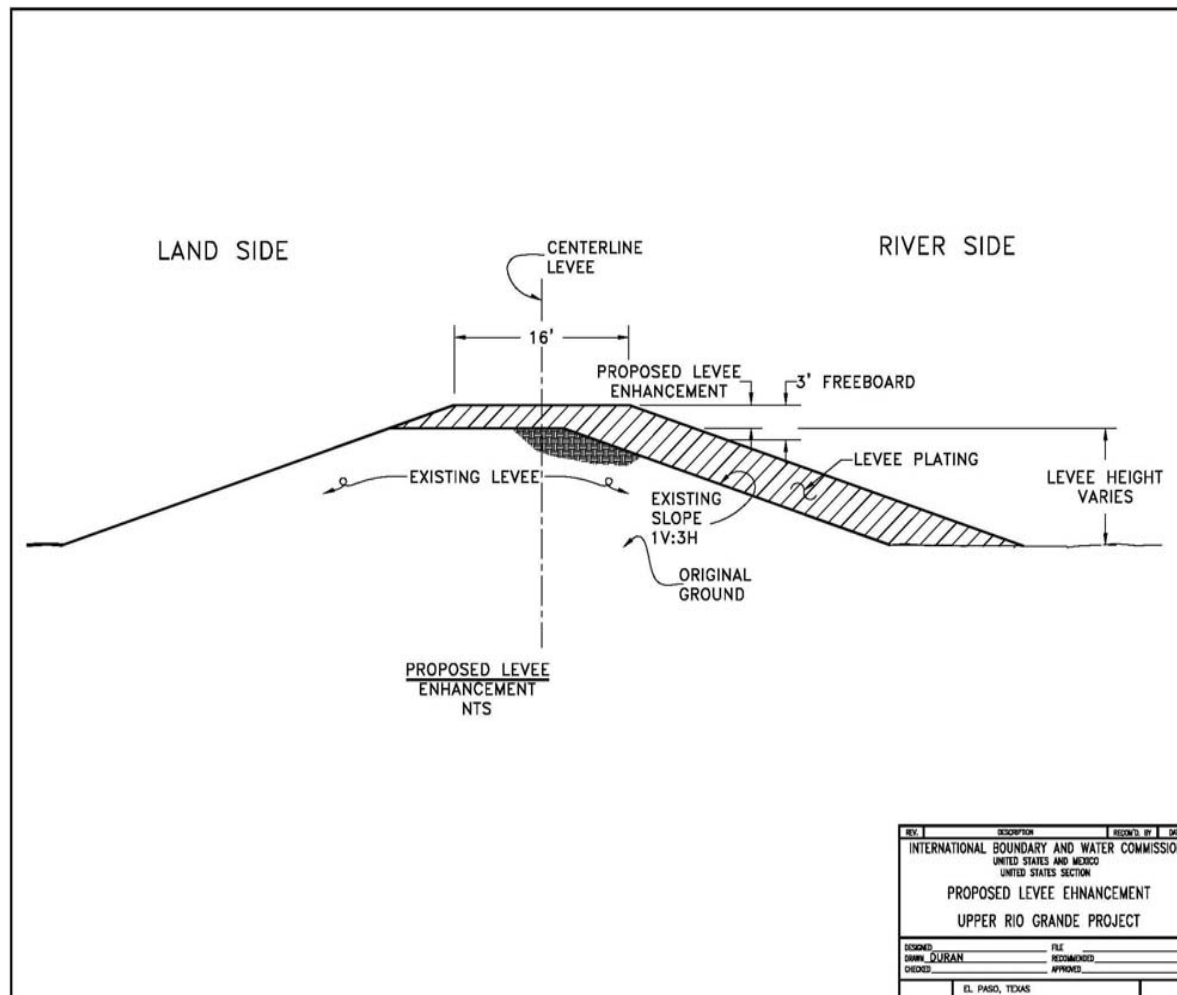 LAND SIDE
RIVER SIDE
CENTERLINE
LEVEE
16'
PROPOSED LEVEE
ENHANCEMENT
3' FREEBOARD
LEVEE PLATING
LEVEE HEIGHT
VARIES
EXISTING LEVEE
EXISTING
SLOPE
1V:3H
ORIGINAL
GROUND
PROPOSED LEVEE
ENHANCEMENT
NTS
REV. DESCRIPTION RECOM'D. BY DA
INTERNATIONAL BOUNDARY AND WATER COMMISSIO
UNITED STATES AND MEXICO
UNITED STATES SECTION
PROPOSED LEVEE EHNANCEMENT
UPPER RIO GRANDE PROJECT
DESIGNED FILE
DRAWN DURAN RECOMMENDED
CHECKED APPROVED
EL PASO, TEXAS